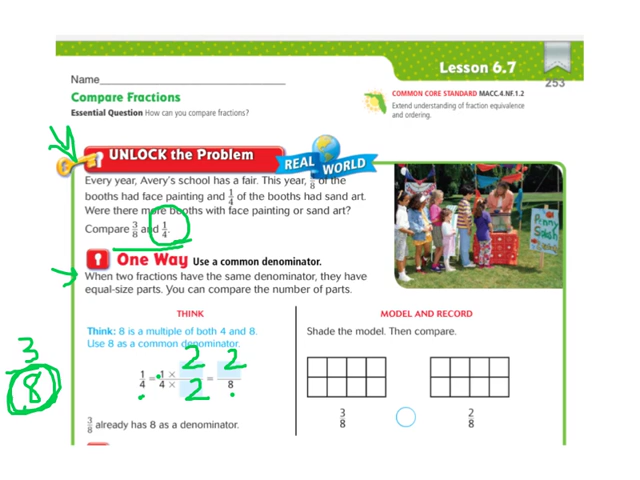 Lesson 6.7
Name
253
Compare Fractions
Essential Question How can you compare fractions?
COMMON CORE STANDARD MACC.4.NF.1.2
Extend understanding of fraction equivalence
and ordering.
UNLOCK the Problem
REAL WORLD
Every year, Avery's school has a fair. This year, 3/8 of the
booths had face painting and 1/4 of the booths had sand art.
Were there more booths with face painting or sand art?
Compare 3/8 and 1/4.
Penny
One Way Use a common denominator.
When two fractions have the same denominator, they have
equal-size parts. You can compare the number of parts.
THINK
Think: 8 is a multiple of both 4 and 8.
Use 8 as a common denominator.
1/4 = 1 × 2 / 4 × 2 = 2/8
3/8
3/8 already has 8 as a denominator.
MODEL AND RECORD
Shade the model. Then compare.
3/8 2/8